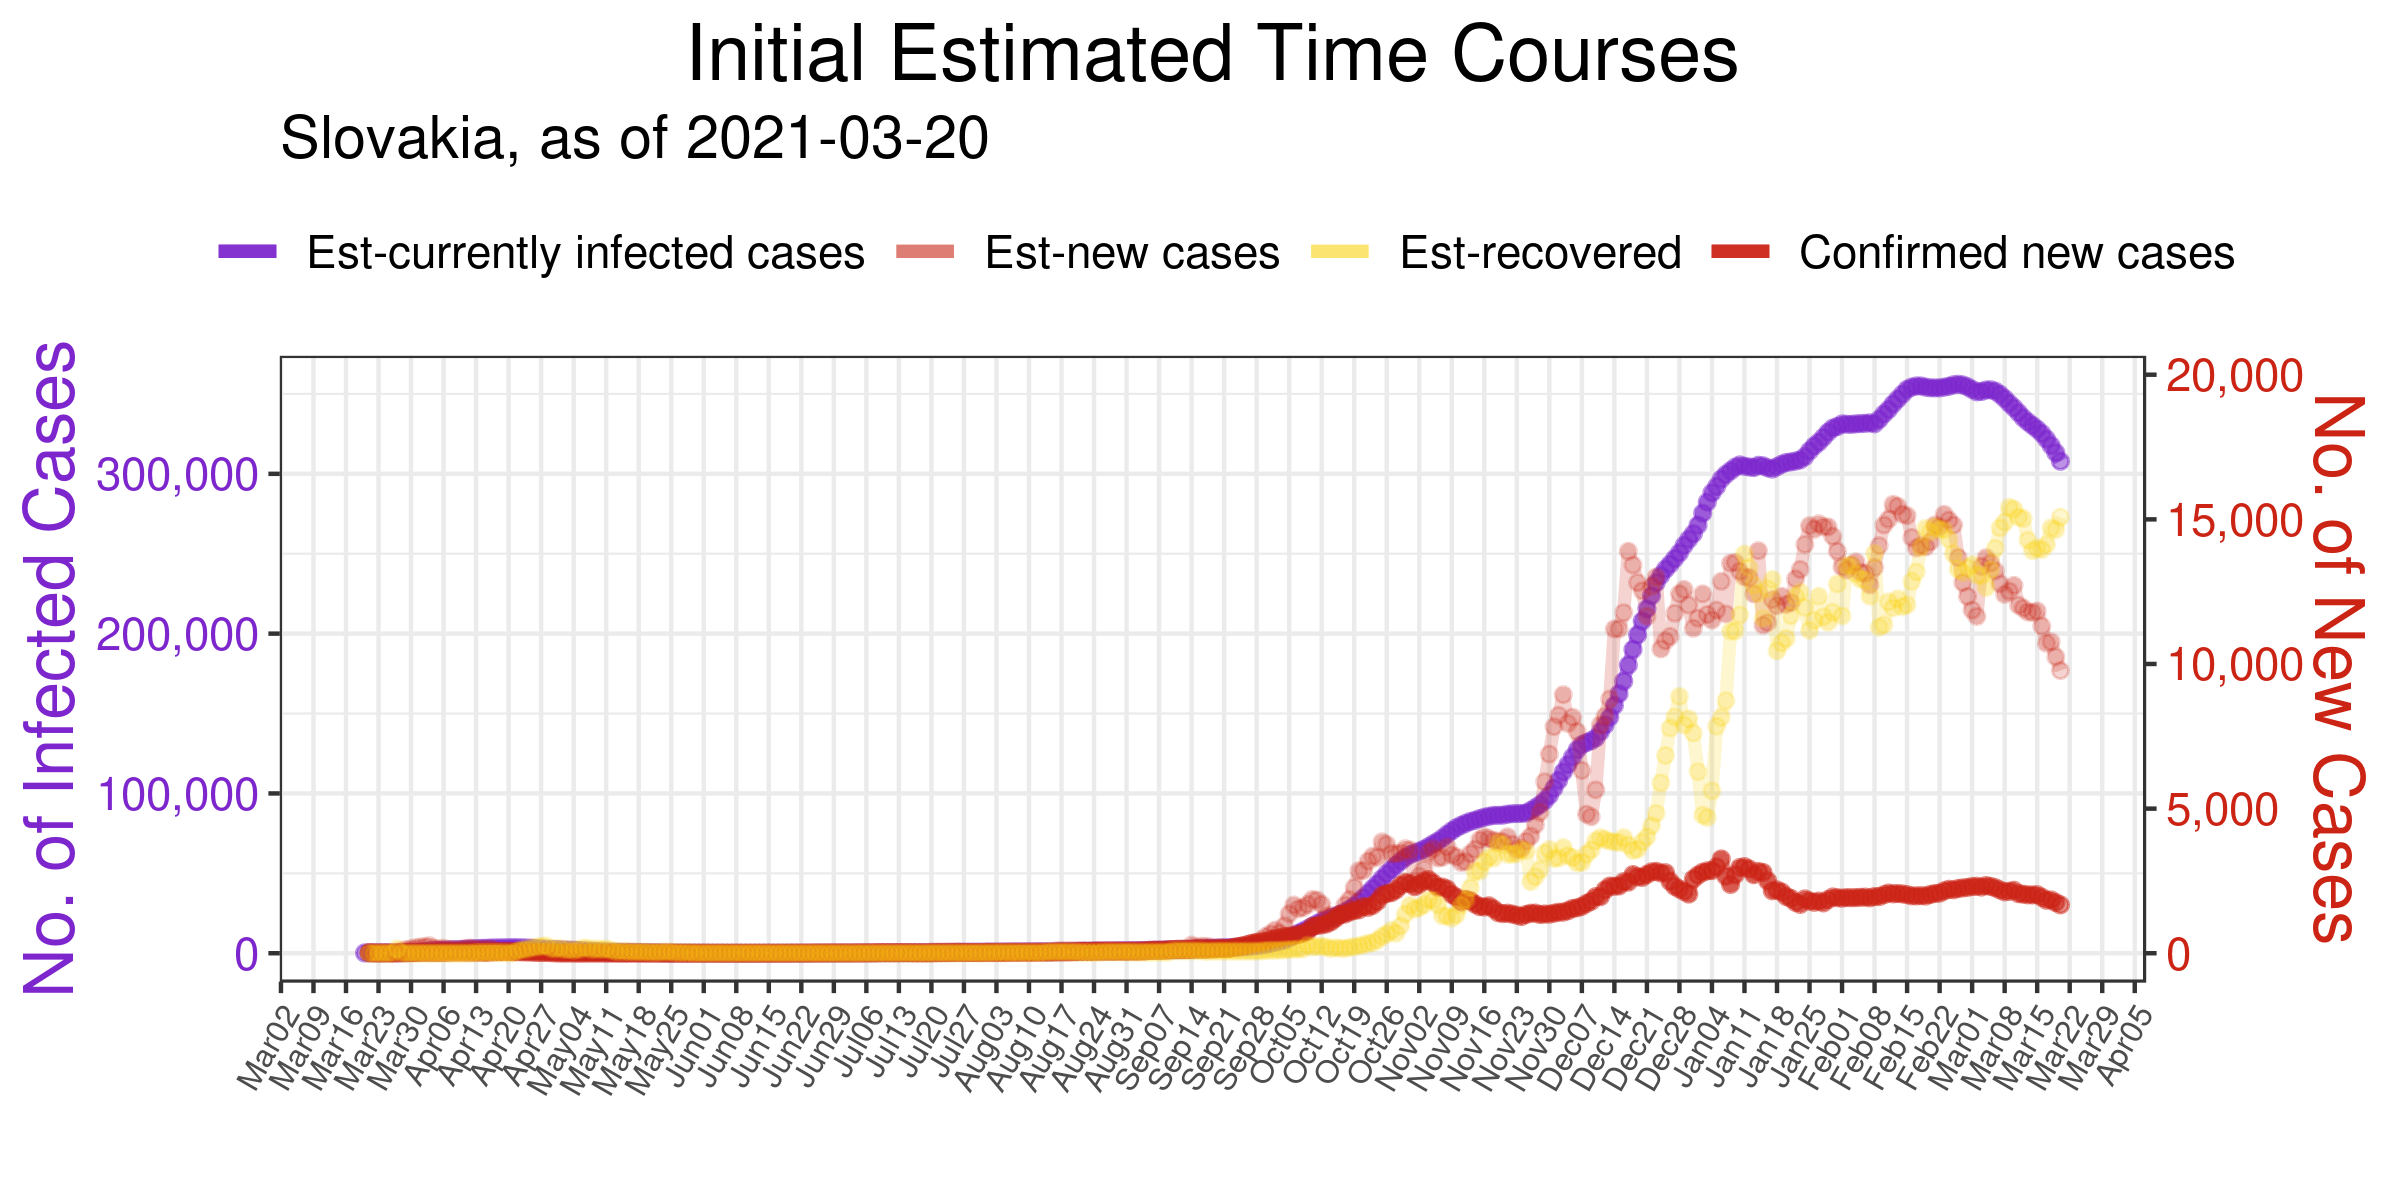 Initial Estimated Time Courses
Slovakia, as of 2021-03-20
Est-currently infected cases Est-new cases Est-recovered Confirmed new cases
No. of Infected Cases
300,000
200,000
100,000
0
20,000
15,000
10,000
5,000
0
No. of New Cases
Mar02
Mar09
Mar16
Mar23
Mar30
Apr06
Apr13
Apr20
Apr27
May04
May11
May18
May25
Jun01
Jun08
Jun15
Jun22
Jun29
Jul06
Jul13
Jul20
Jul27
Aug03
Aug10
Aug17
Aug24
Aug31
Sep07
Sep14
Sep21
Sep28
Oct05
Oct12
Oct19
Oct26
Nov02
Nov09
Nov16
Nov23
Nov30
Dec07
Dec14
Dec21
Dec28
Jan04
Jan11
Jan18
Jan25
Feb01
Feb08
Feb15
Feb22
Mar01
Mar08
Mar15
Mar22
Mar29
Apr05